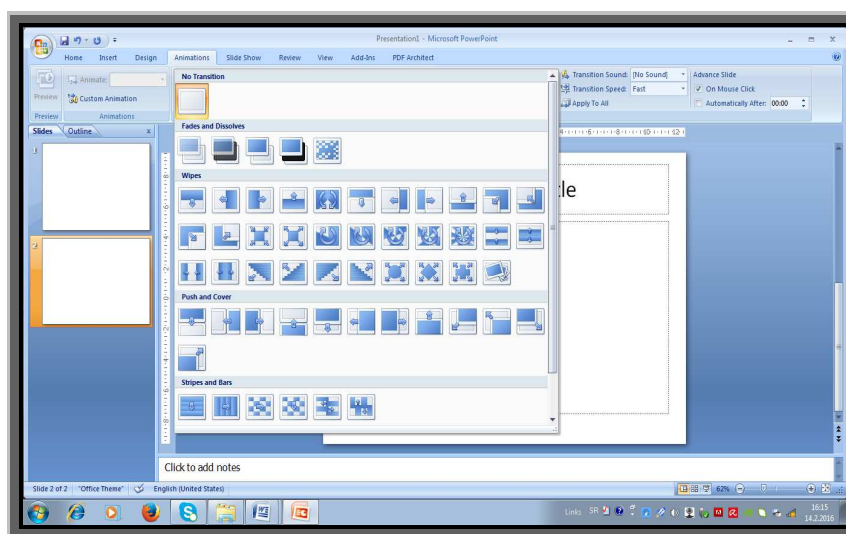 Presentation1 - Microsoft PowerPoint
Home Insert Design Animations Slide Show Review View Add-Ins PDF Architect
Preview
Animate:
Custom Animation
Preview Animations
No Transition
Fades and Dissolves
Wipes
Push and Cover
Stripes and Bars
Transition Sound: [No Sound]
Transition Speed: Fast
Apply To All
Advance Slide
On Mouse Click
Automatically After: 00:00
Slides Outline x
1
2
tle
Click to add notes
Slide 2 of 2 "Office Theme" English (United States) 62%
Links SR 16:15
14.2.2016